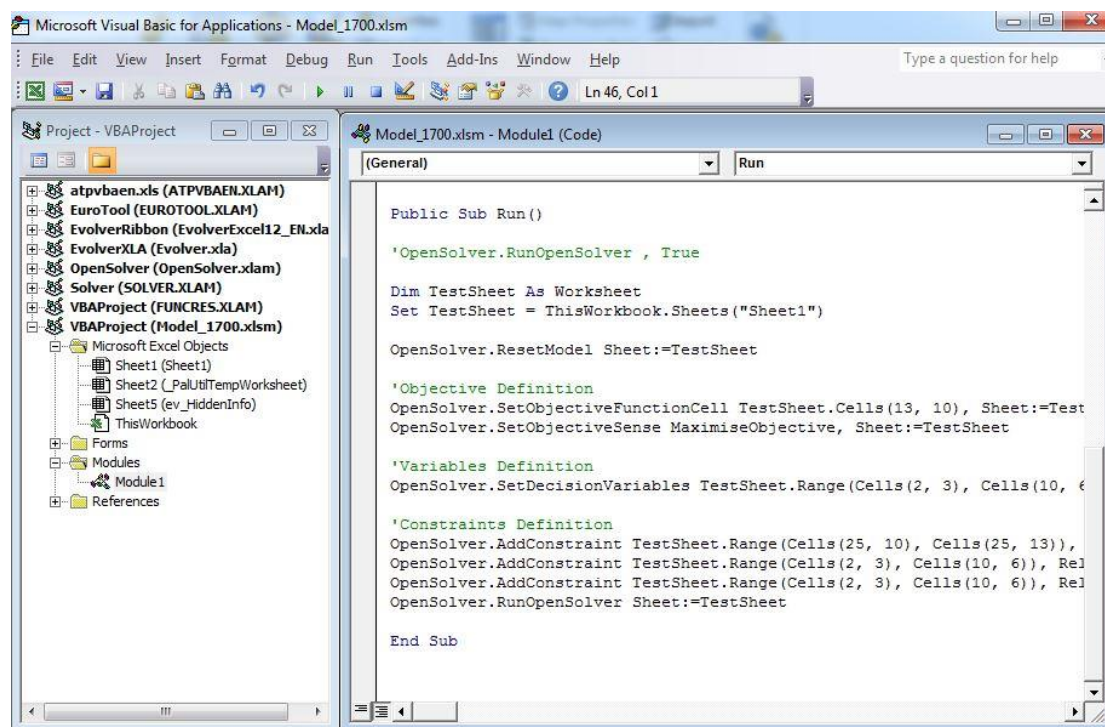 Microsoft Visual Basic for Applications - Model_1700.xlsm
File Edit View Insert Format Debug Run Tools Add-Ins Window Help
Type a question for help
Ln 46, Col 1
Project - VBAProject
atpvbaen.xls (ATPVBAEN.XLAM)
EuroTool (EUROTOOL.XLAM)
EvolverRibbon (EvolverExcel12_EN.xla
EvolverXLA (Evolver.xla)
OpenSolver (OpenSolver.xlam)
Solver (SOLVER.XLAM)
VBAProject (FUNCRES.XLAM)
VBAProject (Model_1700.xlsm)
Microsoft Excel Objects
Sheet1 (Sheet1)
Sheet2 (_PalUtilTempWorksheet)
Sheet5 (ev_HiddenInfo)
ThisWorkbook
Forms
Modules
Module1
References
Model_1700.xlsm - Module1 (Code)
(General)
Run
Public Sub Run()
'OpenSolver.RunOpenSolver , True
Dim TestSheet As Worksheet
Set TestSheet = ThisWorkbook.Sheets("Sheet1")
OpenSolver.ResetModel Sheet:=TestSheet
'Objective Definition
OpenSolver.SetObjectiveFunctionCell TestSheet.Cells(13, 10), Sheet:=Test
OpenSolver.SetObjectiveSense MaximiseObjective, Sheet:=TestSheet
'Variables Definition
OpenSolver.SetDecisionVariables TestSheet.Range(Cells(2, 3), Cells(10, 6
'Constraints Definition
OpenSolver.AddConstraint TestSheet.Range(Cells(25, 10), Cells(25, 13)),
OpenSolver.AddConstraint TestSheet.Range(Cells(2, 3), Cells(10, 6)), Rel
OpenSolver.AddConstraint TestSheet.Range(Cells(2, 3), Cells(10, 6)), Rel
OpenSolver.RunOpenSolver Sheet:=TestSheet
End Sub